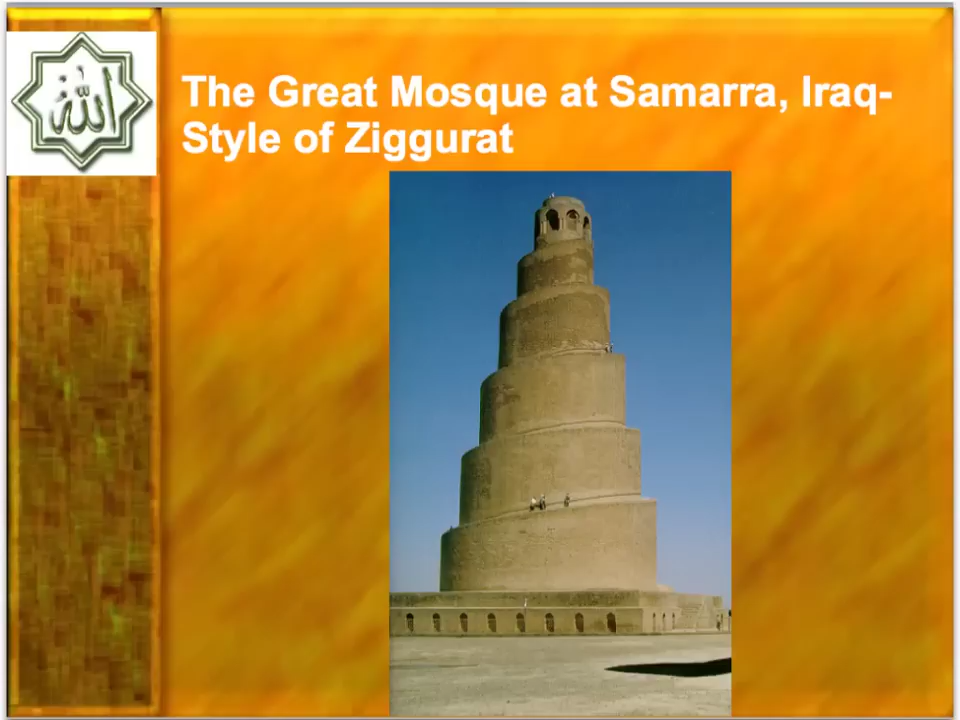 الله
The Great Mosque at Samarra, Iraq-
Style of Ziggurat